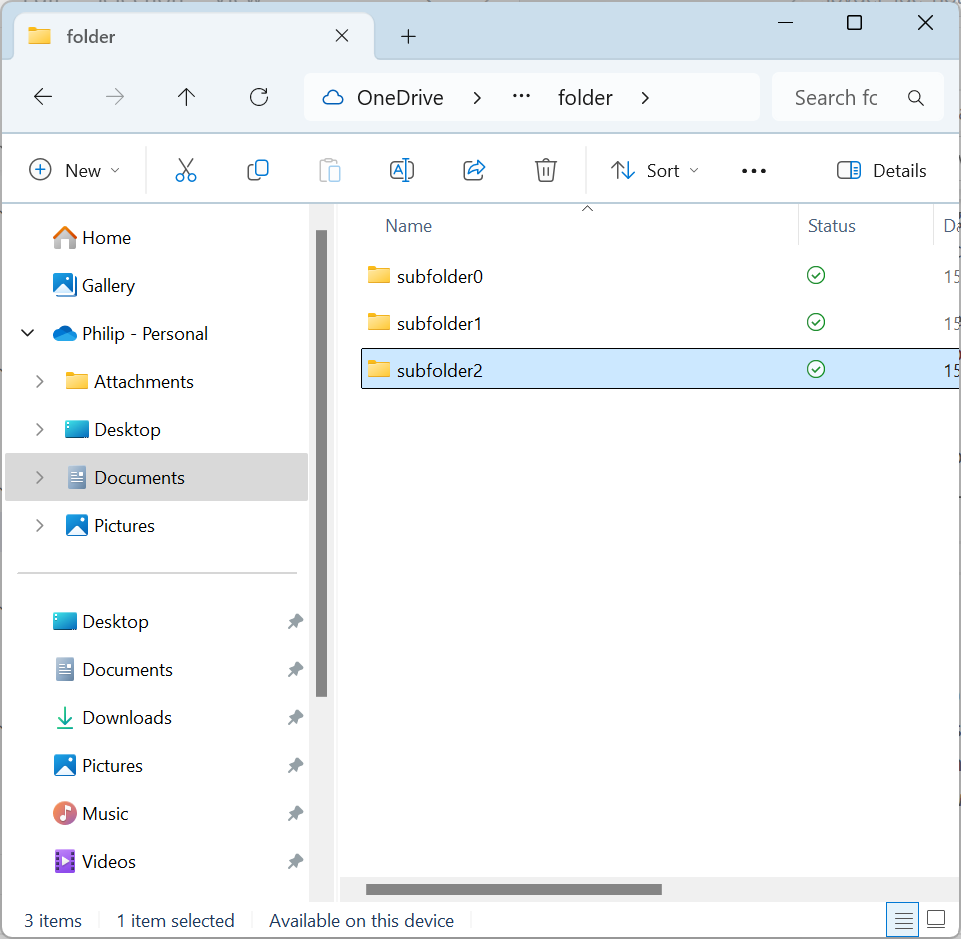 folder
OneDrive > ... folder >
Search fo
New
Sort
Details
Name Status Da
Home
Gallery
Philip - Personal
Attachments
Desktop
Documents
Pictures
Desktop
Documents
Downloads
Pictures
Music
Videos
subfolder0 15
subfolder1 15
subfolder2 15
3 items 1 item selected Available on this device